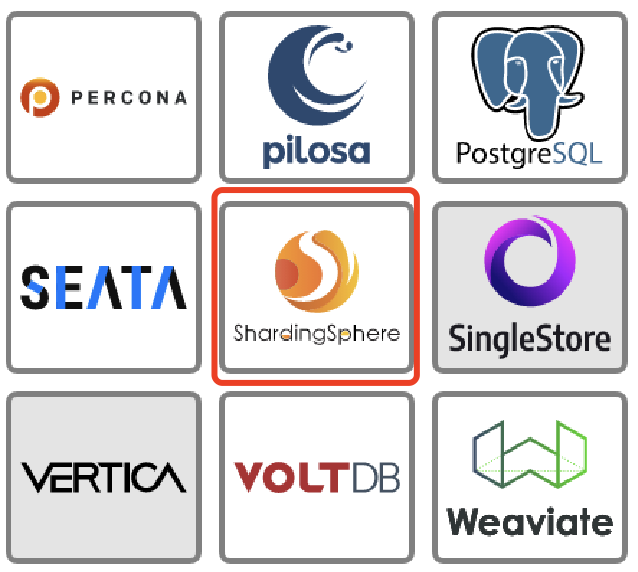 PERCONA
pilosa
PostgreSQL
SEATA
ShardingSphere
SingleStore
VERTICA
VOLTDB
Weaviate